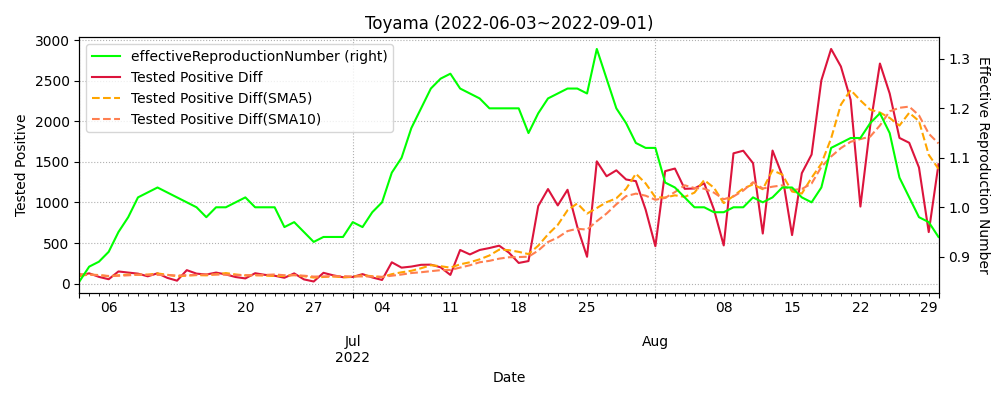 Toyama (2022-06-03~2022-09-01)
effectiveReproductionNumber (right)
Tested Positive Diff
Tested Positive Diff(SMA5)
Tested Positive Diff(SMA10)
Tested Positive
3000
2500
2000
1500
1000
500
0
1.3
1.2
1.1
1.0
0.9
Effective Reproduction Number
06 13 20 27 04 11 18 25 08 15 22 29
Jul Aug
2022
Date